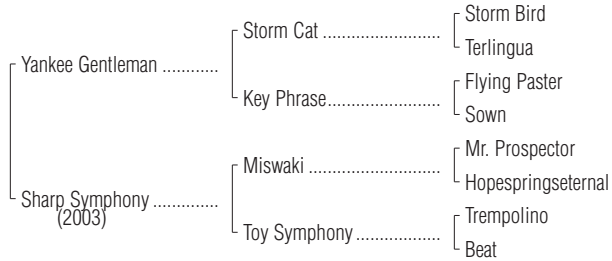 Storm Bird
Storm Cat ..............................
Terlingua
Yankee Gentleman ............
Flying Paster
Key Phrase.............................
Sown
Mr. Prospector
Miswaki .................................
Hopespringseternal
Sharp Symphony ..............
(2003)
Trempolino
Toy Symphony ......................
Beat